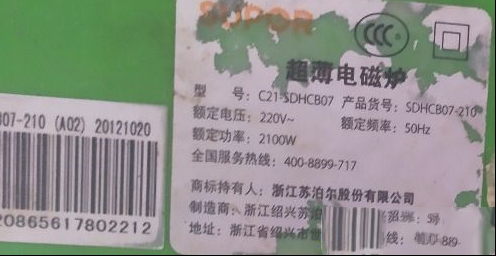 SUPOR
CCC
超薄电磁炉
型 号: C21-SDHCB07 产品货号: SDHCB07-210
额定电压: 220V~ 额定频率: 50Hz
额定功率: 2100W
全国服务热线: 400-8899-717
商标持有人: 浙江苏泊尔股份有限公司
制造商: 浙江绍兴苏泊
地址: 浙江省绍兴市
B07-210 (A02) 20121020
20865617802212